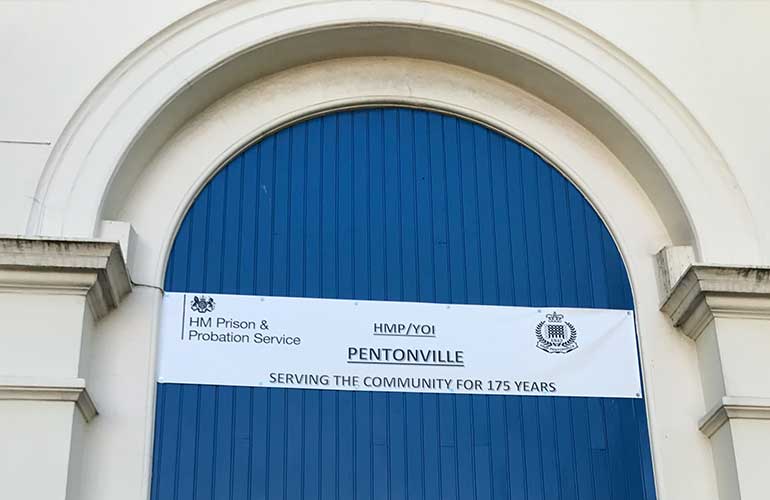 HM Prison &
Probation Service
HMP/YOI
PENTONVILLE
SERVING THE COMMUNITY FOR 175 YEARS